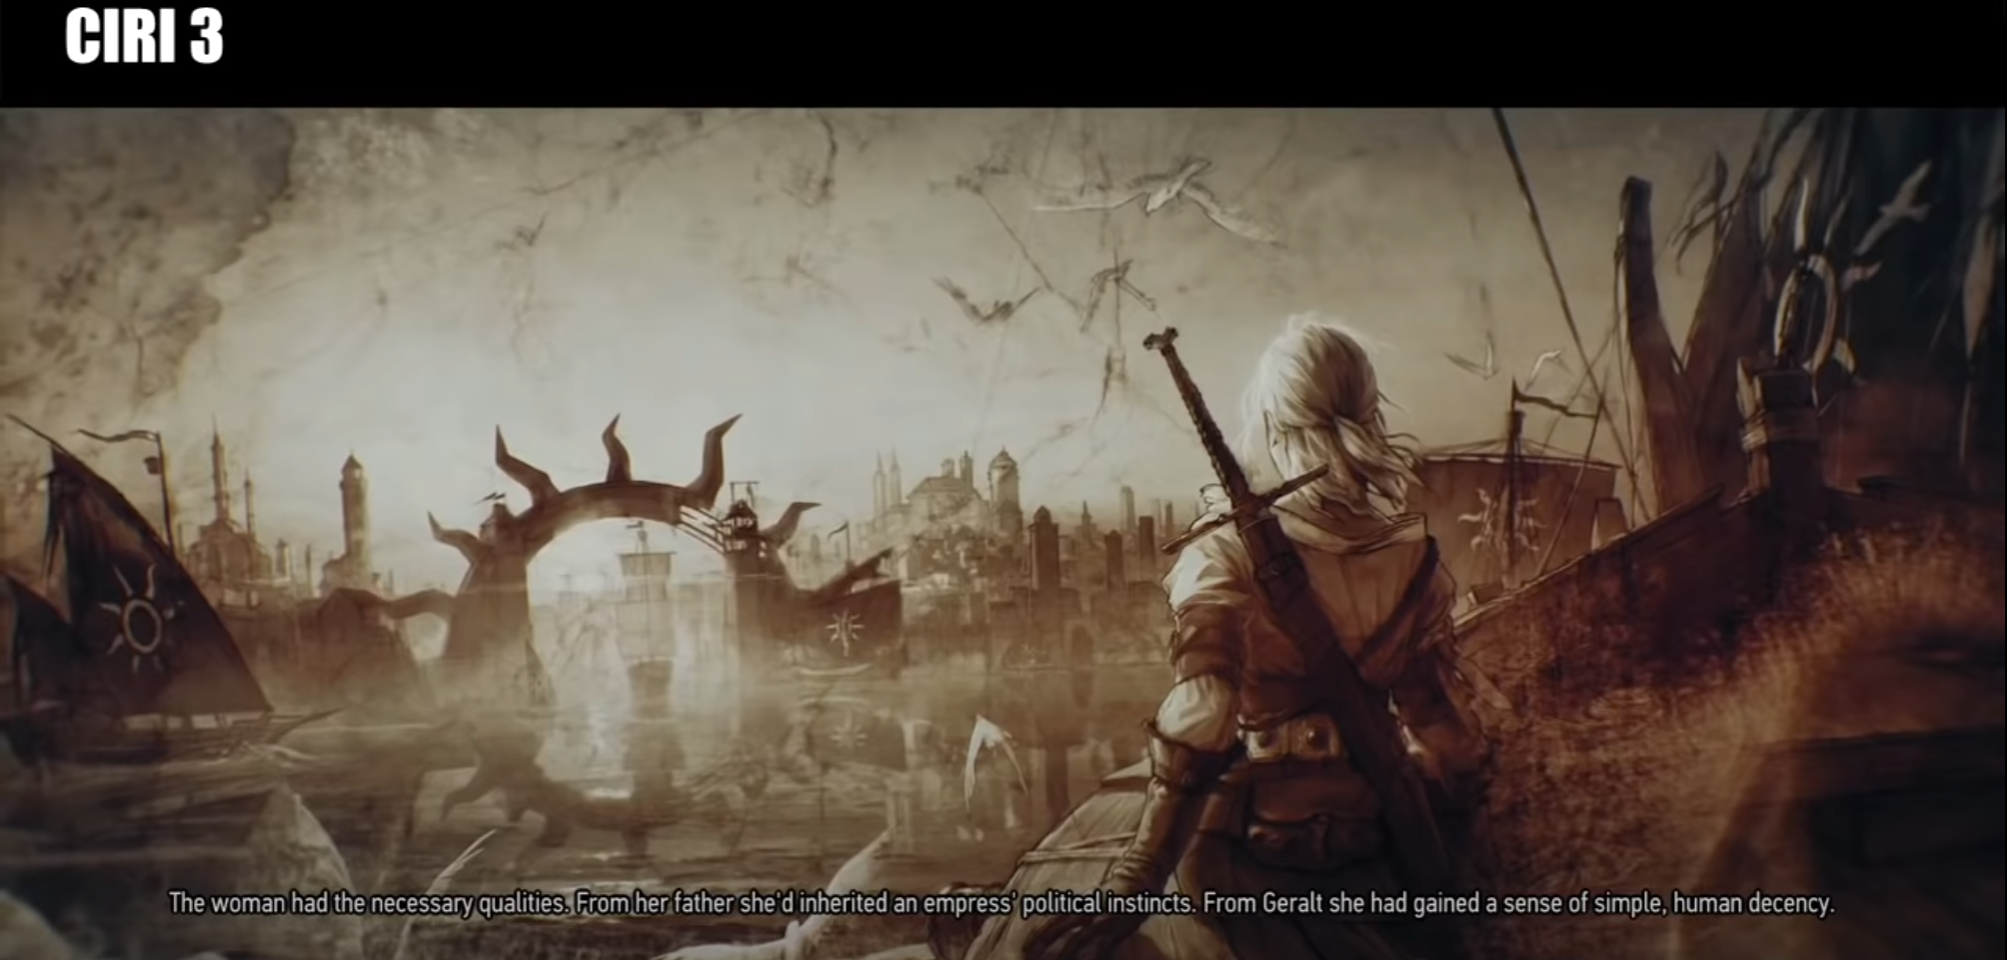 CIRI 3
The woman had the necessary qualities. From her father she'd inherited an empress' political instincts. From Geralt she had gained a sense of simple, human decency.